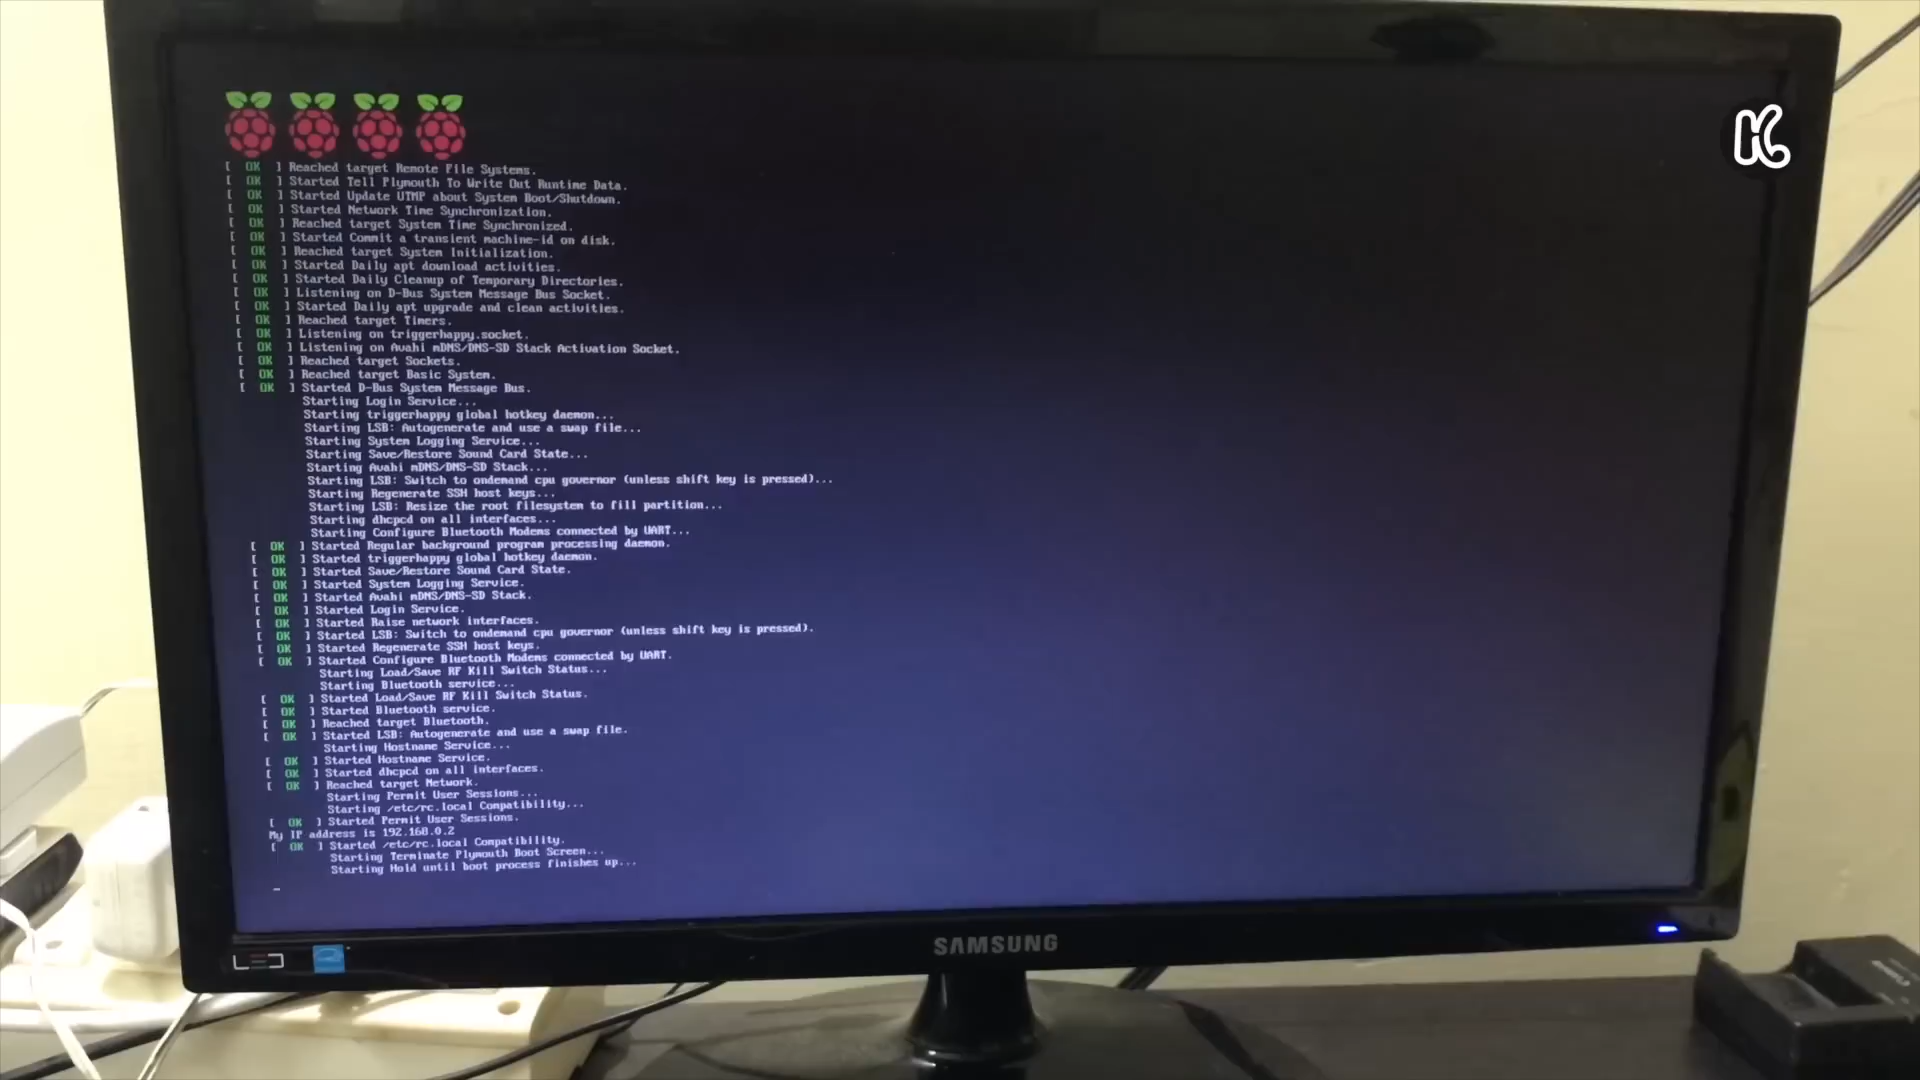 [ OK ] Reached target Remote File Systems.
[ OK ] Started Tell Plymouth To Write Out Runtime Data.
[ OK ] Started Update UTMP about System Boot/Shutdown.
[ OK ] Started Network Time Synchronization.
[ OK ] Reached target System Time Synchronized.
[ OK ] Started Commit a transient machine-id on disk.
[ OK ] Reached target System Initialization.
[ OK ] Started Daily apt download activities.
[ OK ] Started Daily Cleanup of Temporary Directories.
[ OK ] Listening on D-Bus System Message Bus Socket.
[ OK ] Started Daily apt upgrade and clean activities.
[ OK ] Reached target Timers.
[ OK ] Listening on triggerhappy.socket.
[ OK ] Listening on Avahi mDNS/DNS-SD Stack Activation Socket.
[ OK ] Reached target Sockets.
[ OK ] Reached target Basic System.
[ OK ] Started D-Bus System Message Bus.
Starting Login Service...
Starting triggerhappy global hotkey daemon...
Starting LSB: Autogenerate and use a swap file...
Starting System Logging Service...
Starting Save/Restore Sound Card State...
Starting Avahi mDNS/DNS-SD Stack...
Starting LSB: Switch to ondemand cpu governor (unless shift key is pressed)...
Starting Regenerate SSH host keys...
Starting LSB: Resize the root filesystem to fill partition...
Starting dhcpcd on all interfaces...
Starting Configure Bluetooth Modems connected by UART...
[ OK ] Started Regular background program processing daemon.
[ OK ] Started triggerhappy global hotkey daemon.
[ OK ] Started Save/Restore Sound Card State.
[ OK ] Started System Logging Service.
[ OK ] Started Avahi mDNS/DNS-SD Stack.
[ OK ] Started Login Service.
[ OK ] Started Raise network interfaces.
[ OK ] Started LSB: Switch to ondemand cpu governor (unless shift key is pressed).
[ OK ] Started Regenerate SSH host keys.
[ OK ] Started Configure Bluetooth Modems connected by UART.
Starting Load/Save RF Kill Switch Status...
Starting Bluetooth service...
[ OK ] Started Load/Save RF Kill Switch Status.
[ OK ] Started Bluetooth service.
[ OK ] Reached target Bluetooth.
[ OK ] Started LSB: Autogenerate and use a swap file.
Starting Hostname Service...
[ OK ] Started Hostname Service.
[ OK ] Started dhcpcd on all interfaces.
[ OK ] Reached target Network.
Starting Permit User Sessions...
Starting /etc/rc.local Compatibility...
[ OK ] Started Permit User Sessions.
My IP address is 192.168.0.2
[ OK ] Started /etc/rc.local Compatibility.
Starting Terminate Plymouth Boot Screen...
Starting Hold until boot process finishes up...
_
LED
SAMSUNG